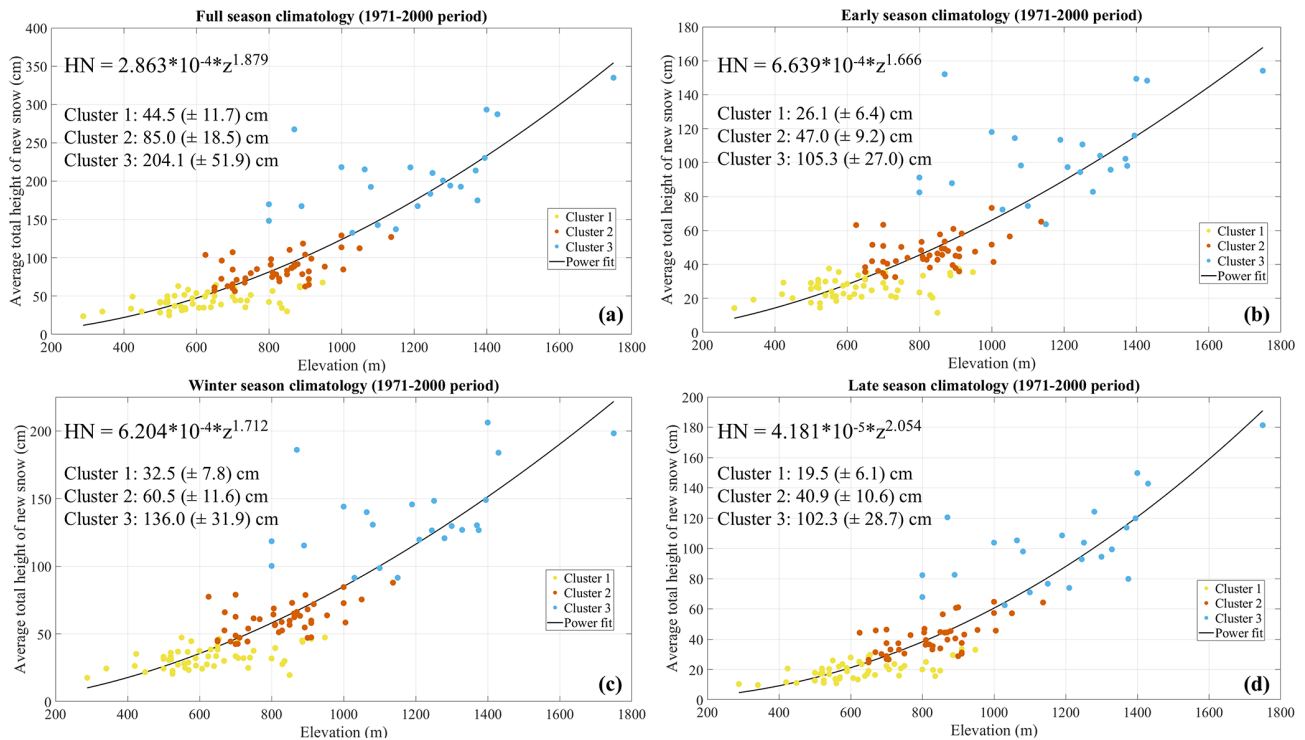 Full season climatology (1971-2000 period)
400
350
300
250
200
150
100
50
0
Average total height of new snow (cm)
HN = 2.863*10-4*z1.879
Cluster 1: 44.5 (± 11.7) cm
Cluster 2: 85.0 (± 18.5) cm
Cluster 3: 204.1 (± 51.9) cm
Cluster 1
Cluster 2
Cluster 3
Power fit
(a)
200 400 600 800 1000 1200 1400 1600 1800
Elevation (m)
Early season climatology (1971-2000 period)
180
160
140
120
100
80
60
40
20
0
Average total height of new snow (cm)
HN = 6.639*10-4*z1.666
Cluster 1: 26.1 (± 6.4) cm
Cluster 2: 47.0 (± 9.2) cm
Cluster 3: 105.3 (± 27.0) cm
Cluster 1
Cluster 2
Cluster 3
Power fit
(b)
200 400 600 800 1000 1200 1400 1600 1800
Elevation (m)
Winter season climatology (1971-2000 period)
200
150
100
50
0
Average total height of new snow (cm)
HN = 6.204*10-4*z1.712
Cluster 1: 32.5 (± 7.8) cm
Cluster 2: 60.5 (± 11.6) cm
Cluster 3: 136.0 (± 31.9) cm
Cluster 1
Cluster 2
Cluster 3
Power fit
(c)
200 400 600 800 1000 1200 1400 1600 1800
Elevation (m)
Late season climatology (1971-2000 period)
200
180
160
140
120
100
80
60
40
20
0
Average total height of new snow (cm)
HN = 4.181*10-5*z2.054
Cluster 1: 19.5 (± 6.1) cm
Cluster 2: 40.9 (± 10.6) cm
Cluster 3: 102.3 (± 28.7) cm
Cluster 1
Cluster 2
Cluster 3
Power fit
(d)
200 400 600 800 1000 1200 1400 1600 1800
Elevation (m)